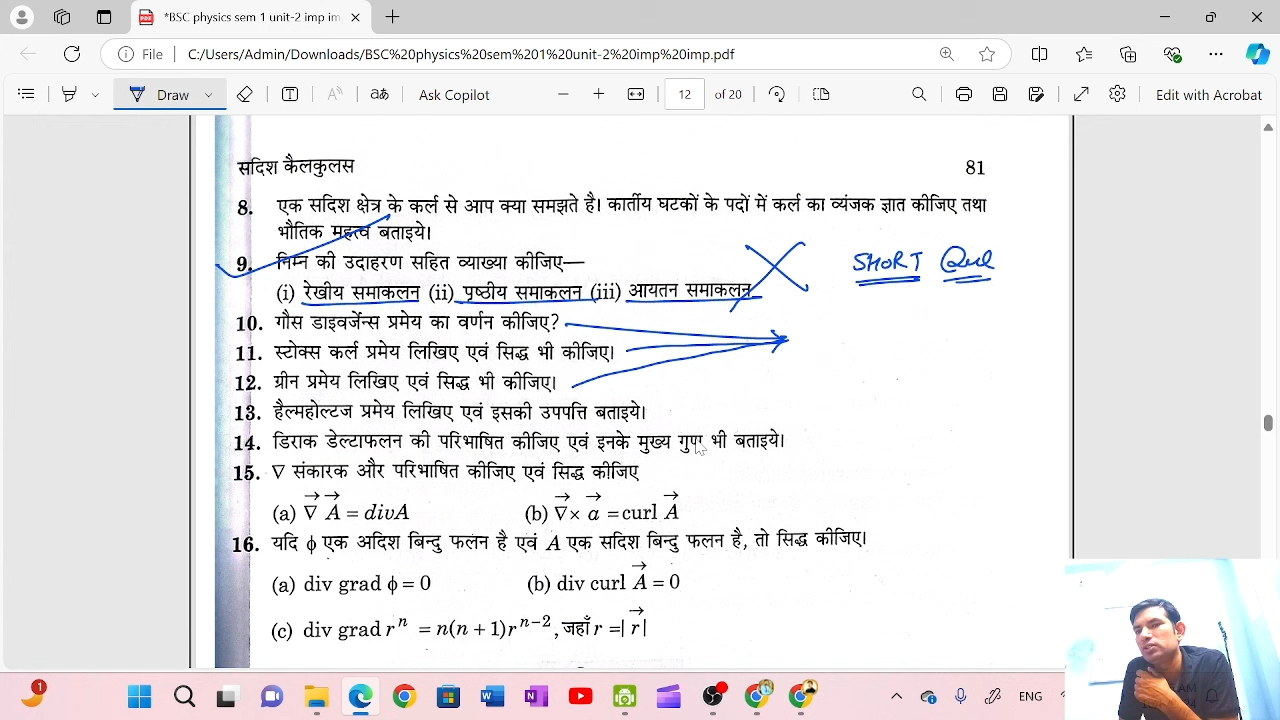 *BSC physics sem 1 unit-2 imp im
File C:/Users/Admin/Downloads/BSC%20physics%20sem%201%20unit-2%20imp%20imp.pdf
Draw Ask Copilot 12 of 20 Edit with Acrobat
सदिश कैलकुलस 81
8. एक सदिश क्षेत्र के कर्ल से आप क्या समझते है। कार्तीय घटकों के पदों में कर्ल का व्यंजक ज्ञात कीजिए तथा
भौतिक महत्व बताइये।
9. निम्न की उदाहरण सहित व्याख्या कीजिए— SHORT Que
(i) रेखीय समाकलन (ii) पृष्ठीय समाकलन (iii) आयतन समाकलन
10. गौस डाइवर्जेन्स प्रमेय का वर्णन कीजिए?
11. स्टोक्स कर्ल प्रमेय लिखिए एवं सिद्ध भी कीजिए।
12. ग्रीन प्रमेय लिखिए एवं सिद्ध भी कीजिए।
13. हैल्महोल्टज प्रमेय लिखिए एवं इसकी उपपत्ति बताइये।
14. डिराक डेल्टाफलन की परिभाषित कीजिए एवं इनके मुख्य गुण भी बताइये।
15. ∇ संकारक और परिभाषित कीजिए एवं सिद्ध कीजिए
(a) ∇⃗ A⃗ = divA (b) ∇⃗ × a⃗ = curl A⃗
16. यदि ϕ एक अदिश बिन्दु फलन है एवं A एक सदिश बिन्दु फलन है, तो सिद्ध कीजिए।
(a) div grad ϕ = 0 (b) div curl A⃗ = 0
(c) div grad rⁿ = n(n + 1)rⁿ⁻², जहाँ r =| r⃗ |
ENG